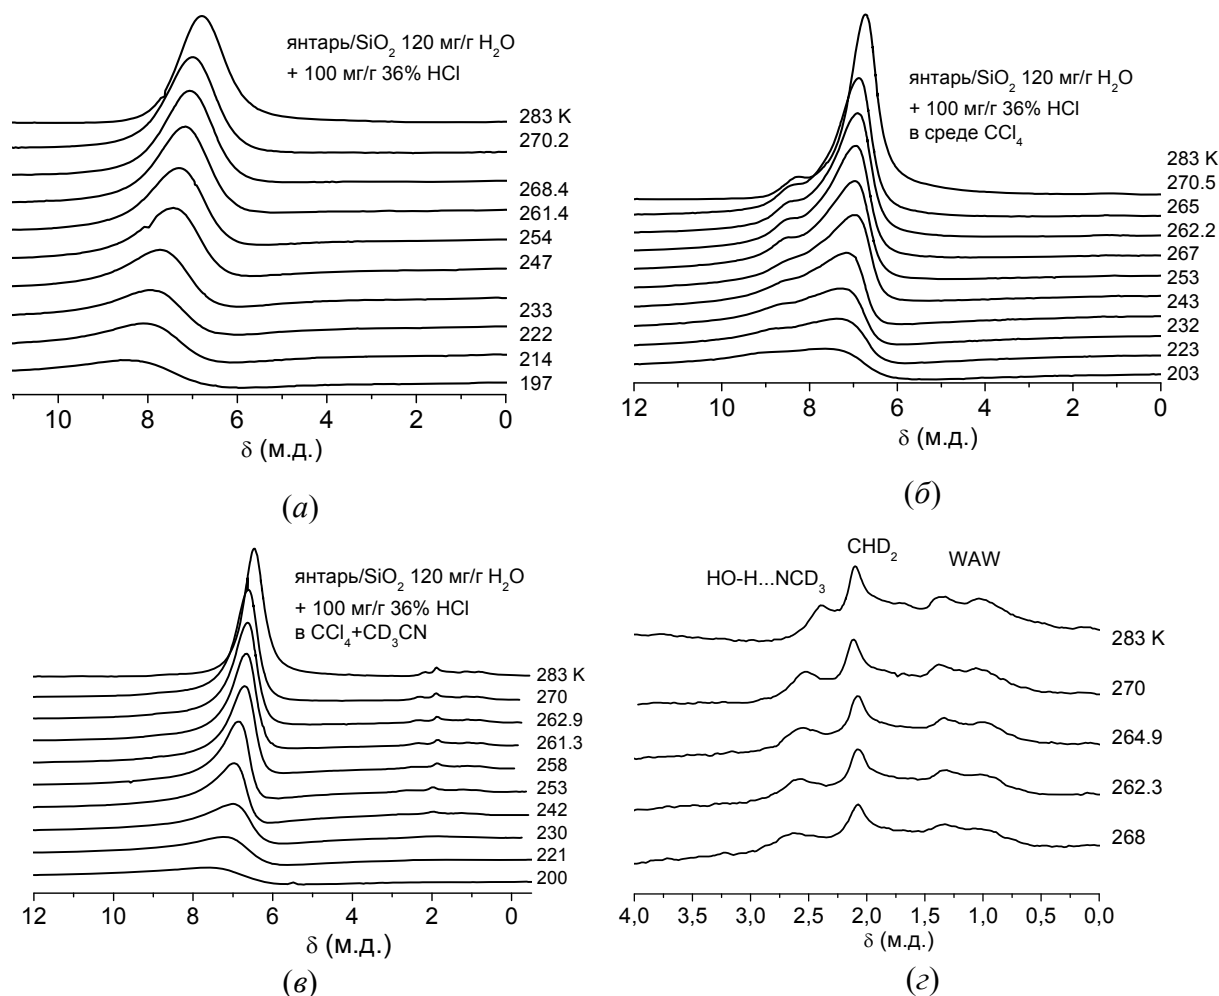 янтарь/SiO2 120 мг/г H2O
+ 100 мг/г 36% HCl
283 K
270.2
268.4
261.4
254
247
233
222
214
197
10 8 6 4 2 0
δ (м.д.)
(а)
янтарь/SiO2 120 мг/г H2O
+ 100 мг/г 36% HCl
в среде CCl4
283 K
270.5
265
262.2
267
253
243
232
223
203
12 10 8 6 4 2 0
δ (м.д.)
(б)
янтарь/SiO2 120 мг/г H2O
+ 100 мг/г 36% HCl
в CCl4+CD3CN
283 K
270
262.9
261.3
258
253
242
230
221
200
12 10 8 6 4 2 0
δ (м.д.)
(в)
HO-H...NCD3
CHD2
WAW
283 K
270
264.9
262.3
268
4,0 3,5 3,0 2,5 2,0 1,5 1,0 0,5 0,0
δ (м.д.)
(г)